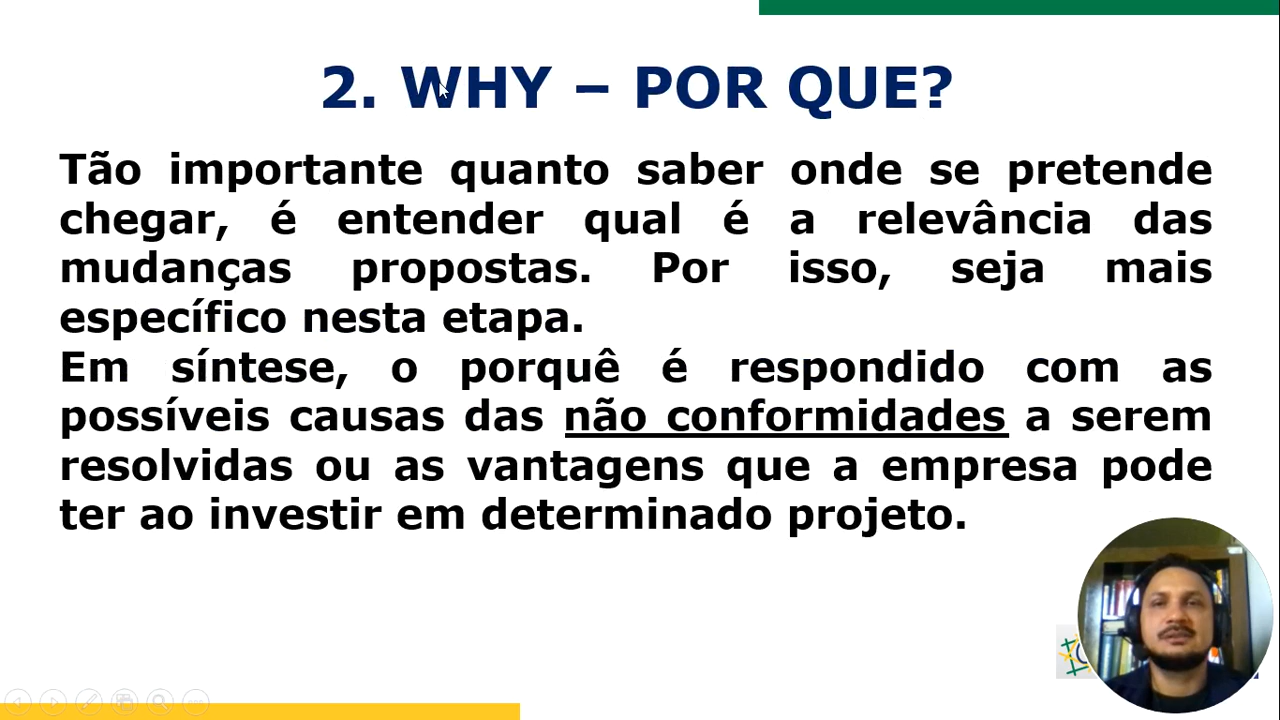 2. WHY – POR QUE?
Tão importante quanto saber onde se pretende
chegar, é entender qual é a relevância das
mudanças propostas. Por isso, seja mais
específico nesta etapa.
Em síntese, o porquê é respondido com as
possíveis causas das não conformidades a serem
resolvidas ou as vantagens que a empresa pode
ter ao investir em determinado projeto.